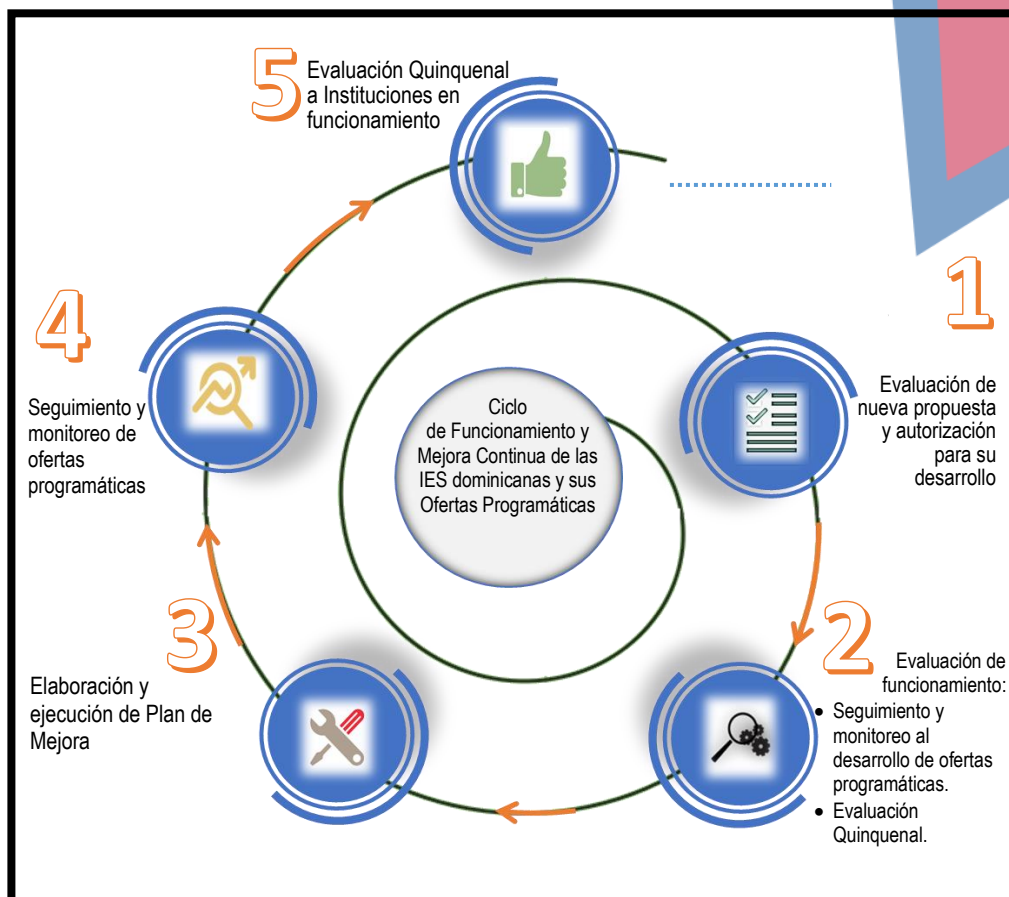 5
Evaluación Quinquenal
a Instituciones en
funcionamiento
1
Evaluación de
nueva propuesta
y autorización
para su
desarrollo
4
Seguimiento y
monitoreo de
ofertas
programáticas
Ciclo
de Funcionamiento y
Mejora Continua de las
IES dominicanas y sus
Ofertas Programáticas
3
Elaboración y
ejecución de Plan de
Mejora
2
Evaluación de
funcionamiento:
• Seguimiento y
monitoreo al
desarrollo de ofertas
programáticas.
• Evaluación
Quinquenal.